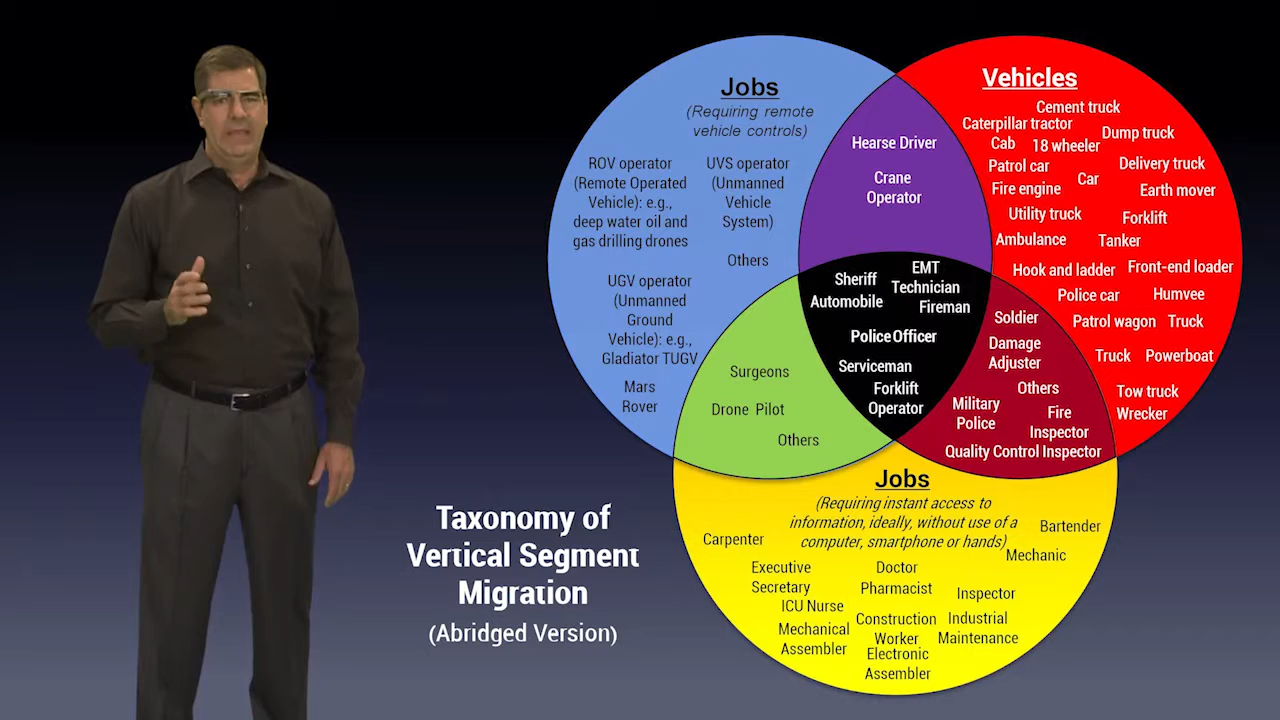 Jobs
(Requiring remote
vehicle controls)
ROV operator
(Remote Operated
Vehicle): e.g.,
deep water oil and
gas drilling drones
UVS operator
(Unmanned
Vehicle
System)
Others
UGV operator
(Unmanned
Ground
Vehicle): e.g.,
Gladiator TUGV
Mars
Rover
Hearse Driver
Crane
Operator
Vehicles
Cement truck
Caterpillar tractor
Dump truck
Cab
18 wheeler
Patrol car
Delivery truck
Car
Fire engine
Earth mover
Utility truck
Forklift
Ambulance
Tanker
Hook and ladder
Front-end loader
Police car
Humvee
Patrol wagon
Truck
Truck
Powerboat
Tow truck
Wrecker
Sheriff
EMT
Technician
Automobile
Fireman
Police Officer
Serviceman
Forklift
Operator
Surgeons
Drone Pilot
Others
Soldier
Damage
Adjuster
Others
Military
Police
Fire
Inspector
Quality Control Inspector
Jobs
(Requiring instant access to
information, ideally, without use of a
computer, smartphone or hands)
Carpenter
Bartender
Mechanic
Executive
Secretary
Doctor
Pharmacist
Inspector
ICU Nurse
Mechanical
Assembler
Construction
Worker
Industrial
Maintenance
Electronic
Assembler
Taxonomy of
Vertical Segment
Migration
(Abridged Version)